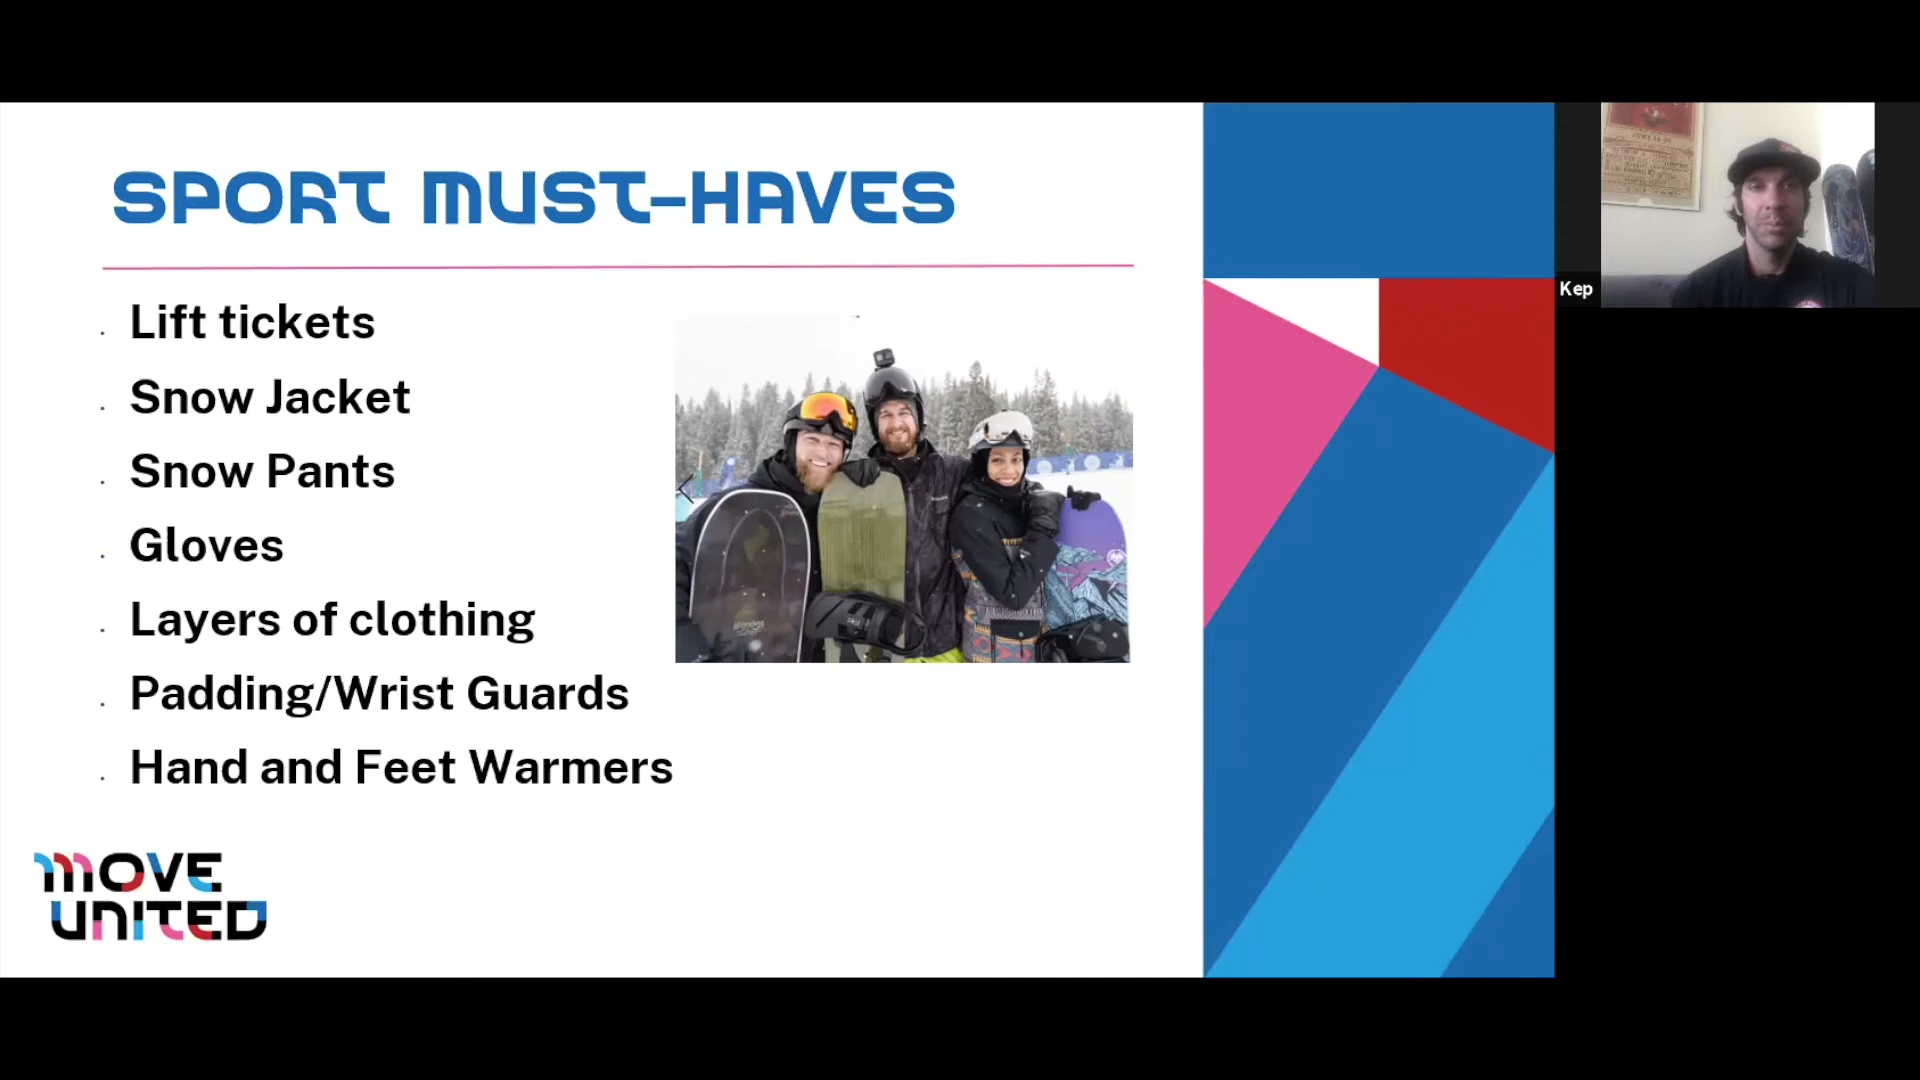 SPORT MUST-HAVES
Lift tickets
Snow Jacket
Snow Pants
Gloves
Layers of clothing
Padding/Wrist Guards
Hand and Feet Warmers
MOVE
UNITED
Kep